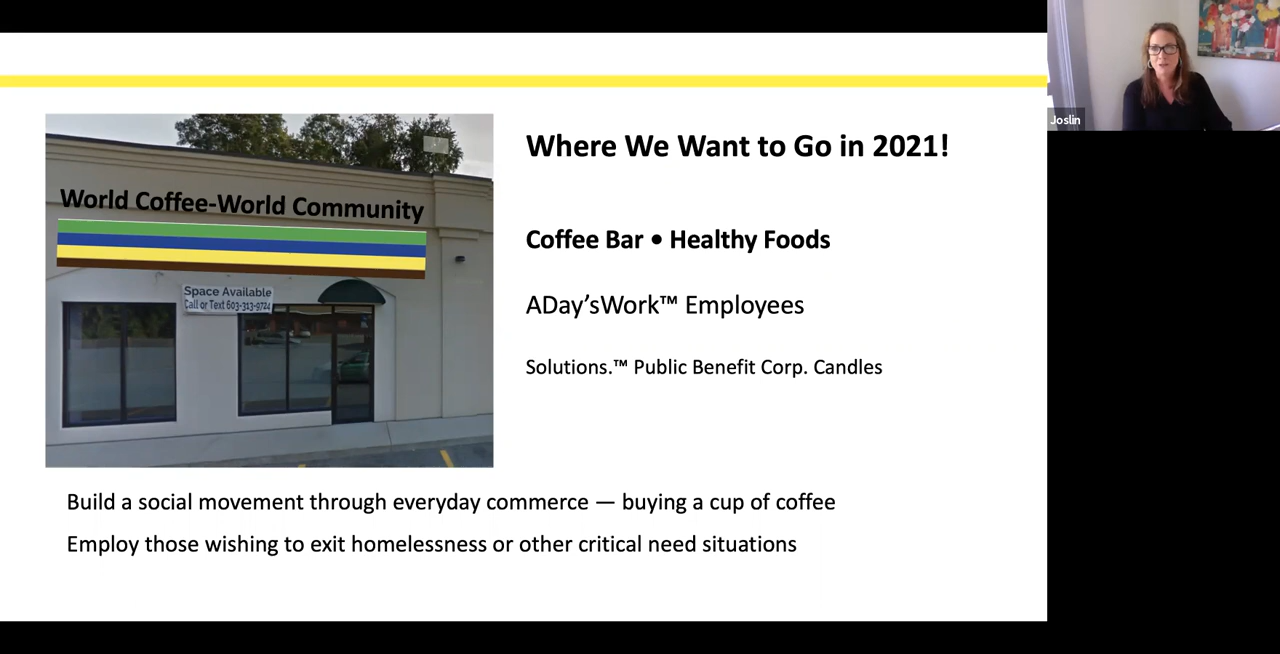 Where We Want to Go in 2021!
World Coffee-World Community
Space Available
Call or Text 603-313-9724
Coffee Bar • Healthy Foods
ADay’sWork™ Employees
Solutions.™ Public Benefit Corp. Candles
Build a social movement through everyday commerce — buying a cup of coffee
Employ those wishing to exit homelessness or other critical need situations
Joslin